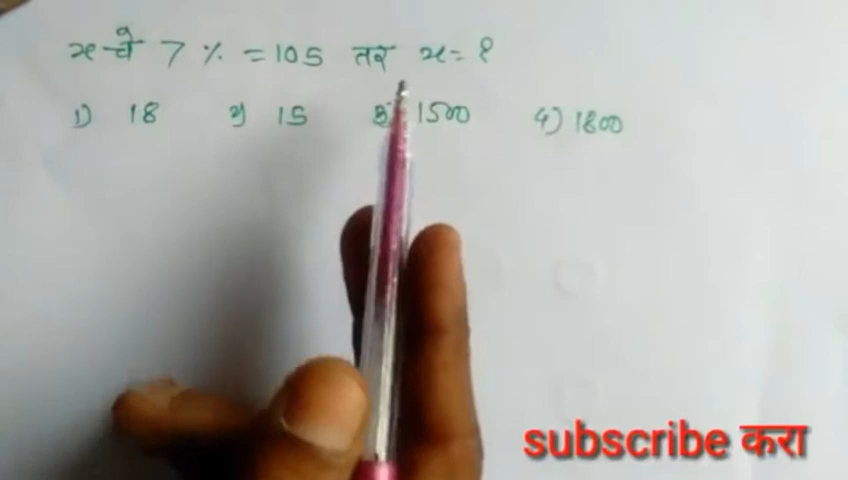 x चे 7 % = 105 तर x = ?
1) 18 2) 15 3) 1500 4) 1800
subscribe करा